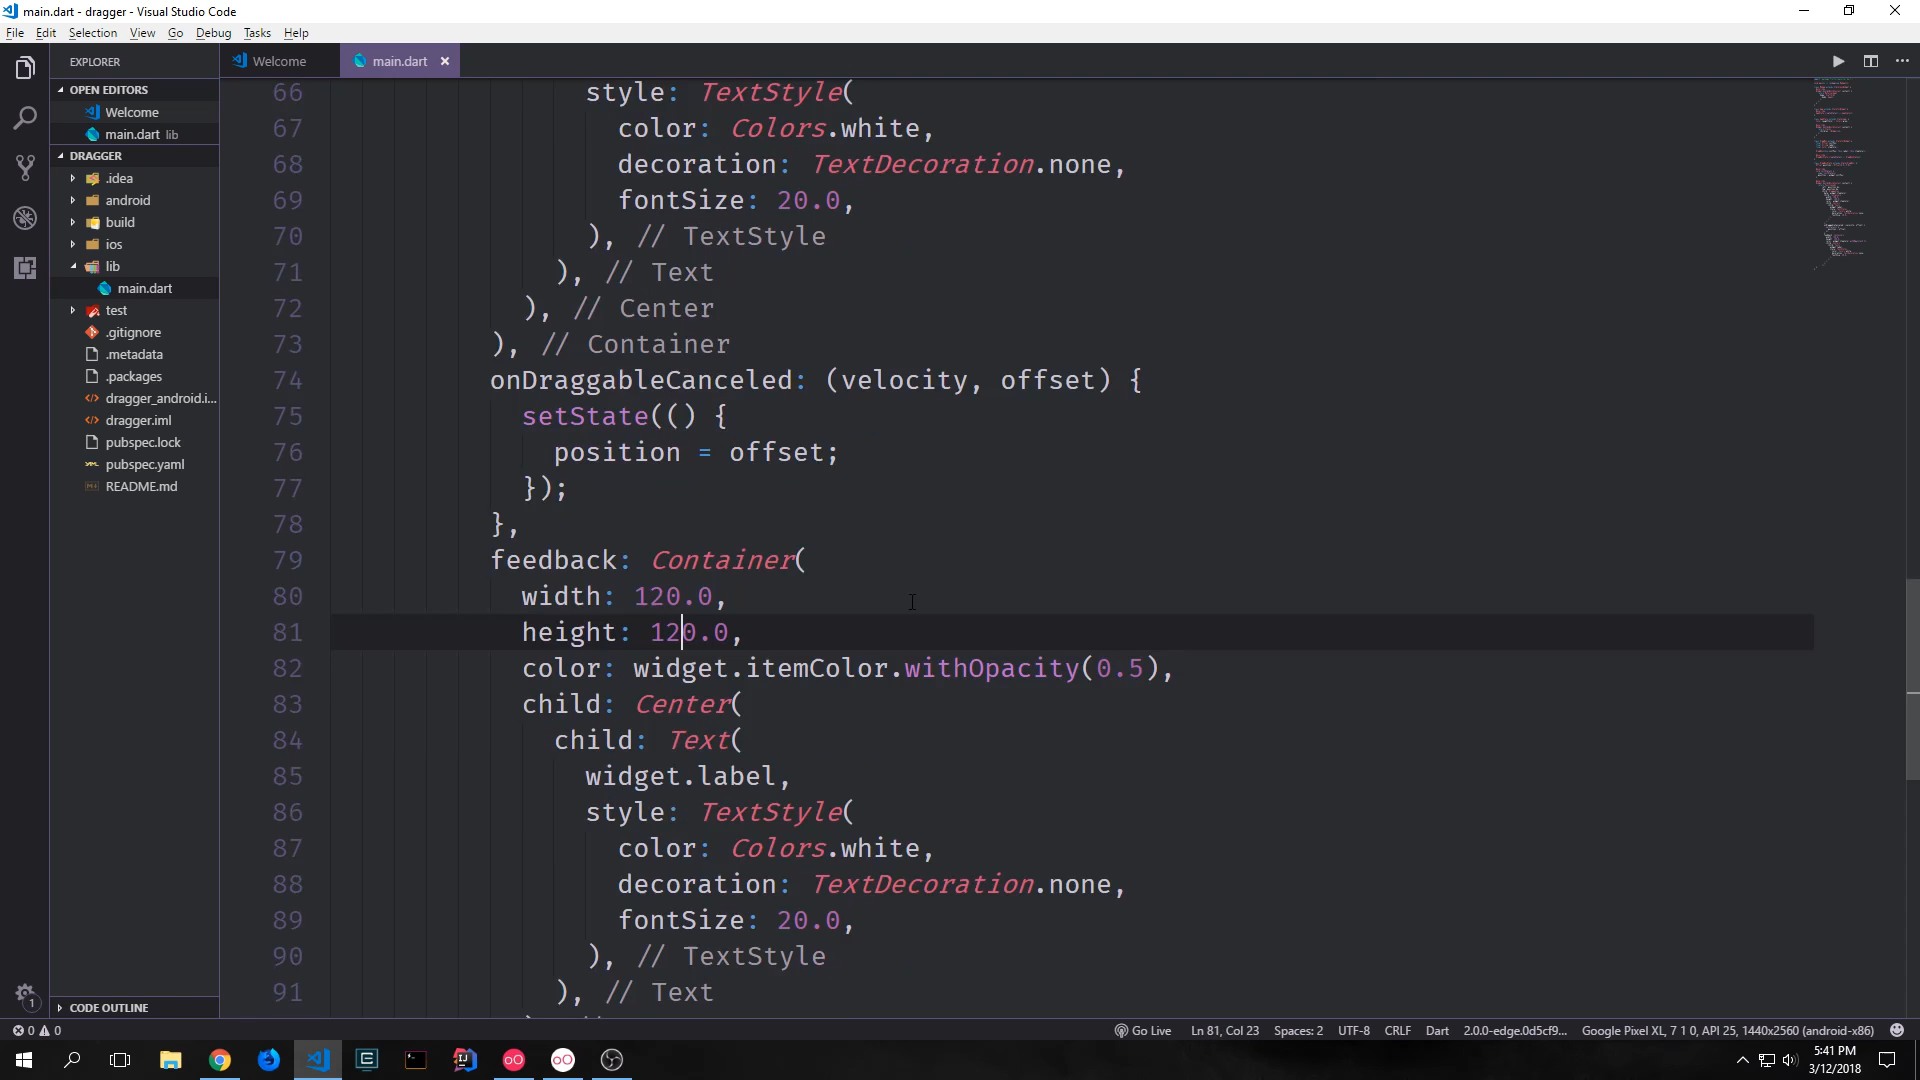 main.dart - dragger - Visual Studio Code
File Edit Selection View Go Debug Tasks Help
EXPLORER
Welcome
main.dart
OPEN EDITORS
Welcome
main.dart lib
DRAGGER
.idea
android
build
ios
lib
main.dart
test
.gitignore
.metadata
.packages
dragger_android.i...
dragger.iml
pubspec.lock
pubspec.yaml
README.md
CODE OUTLINE
66 style: TextStyle(
67 color: Colors.white,
68 decoration: TextDecoration.none,
69 fontSize: 20.0,
70 ), // TextStyle
71 ), // Text
72 ), // Center
73 ), // Container
74 onDraggableCanceled: (velocity, offset) {
75 setState(() {
76 position = offset;
77 });
78 },
79 feedback: Container(
80 width: 120.0,
81 height: 120.0,
82 color: widget.itemColor.withOpacity(0.5),
83 child: Center(
84 child: Text(
85 widget.label,
86 style: TextStyle(
87 color: Colors.white,
88 decoration: TextDecoration.none,
89 fontSize: 20.0,
90 ), // TextStyle
91 ), // Text
1
0 0 Go Live Ln 81, Col 23 Spaces: 2 UTF-8 CRLF Dart 2.0.0-edge.0d5cf9... Google Pixel XL, 7 1 0, API 25, 1440x2560 (android-x86)
5:41 PM
3/12/2018